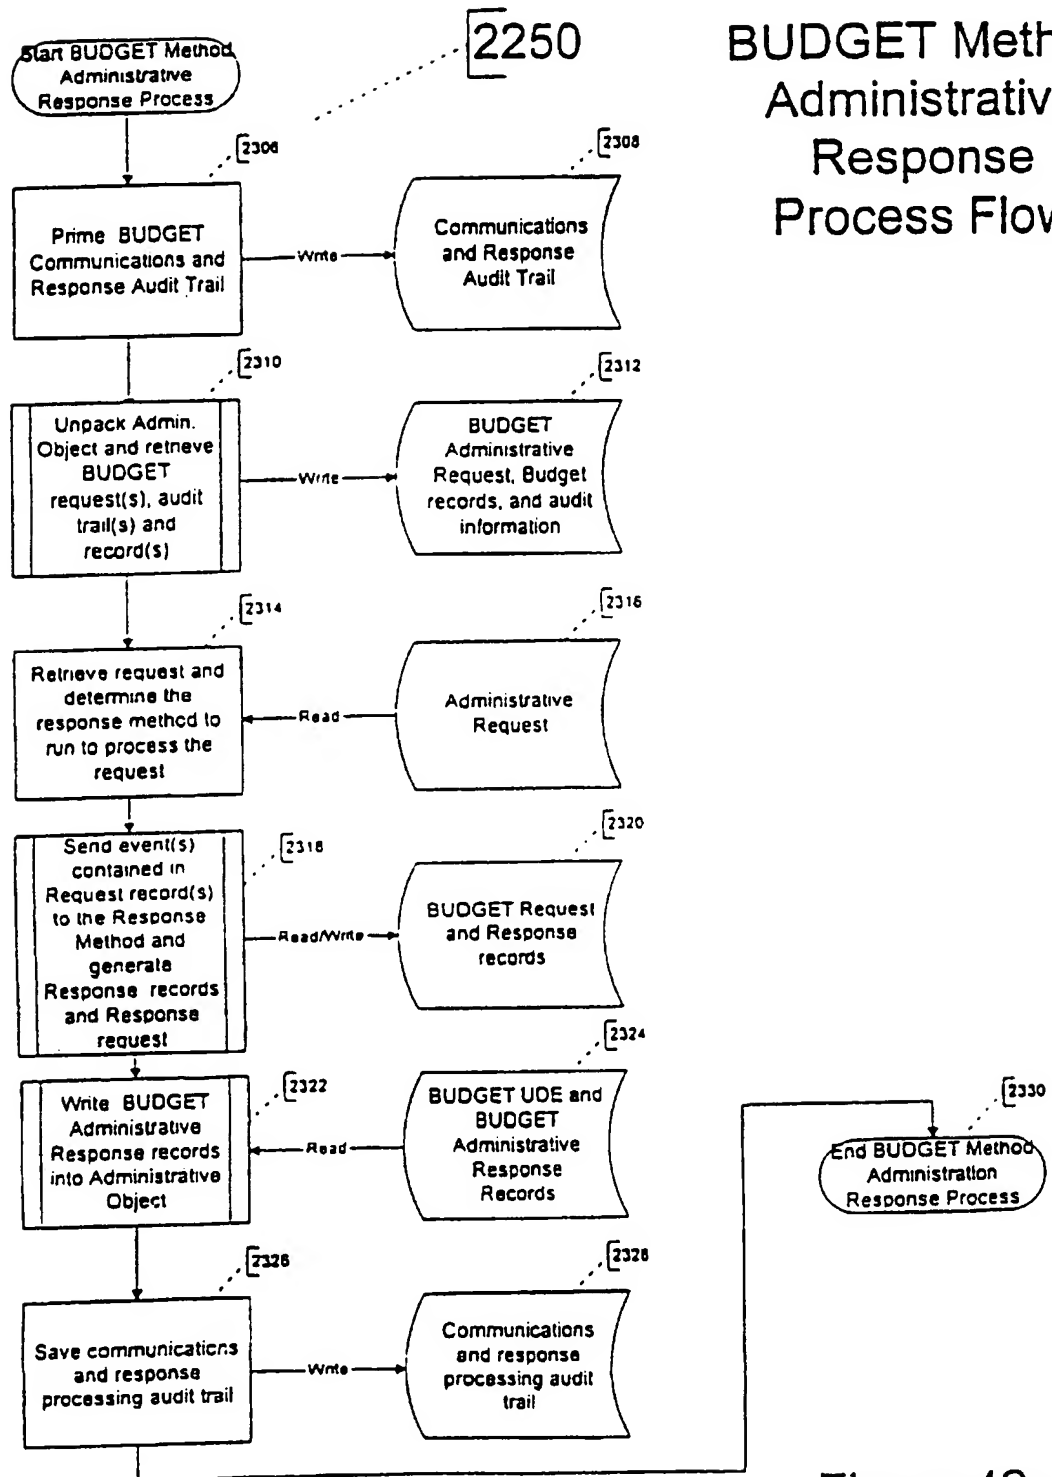 Start BUDGET Method
Administrative
Response Process
2250
BUDGET Meth
Administrativ
Response
Process Flow
2306
Prime BUDGET
Communications and
Response Audit Trail
Write
2308
Communications
and Response
Audit Trail
2310
Unpack Admin.
Object and retrieve
BUDGET
request(s), audit
trail(s) and
record(s)
Write
2312
BUDGET
Administrative
Request, Budget
records, and audit
information
2314
Retrieve request and
determine the
response method to
run to process the
request
Read
2316
Administrative
Request
2318
Send event(s)
contained in
Request record(s)
to the Response
Method and
generate
Response records
and Response
request
Read/Write
2320
BUDGET Request
and Response
records
2322
Write BUDGET
Administrative
Response records
into Administrative
Object
Read
2324
BUDGET UDE and
BUDGET
Administrative
Response
Records
2330
End BUDGET Method
Administration
Response Process
2326
Save communications
and response
processing audit trail
Write
2328
Communications
and response
processing audit
trail